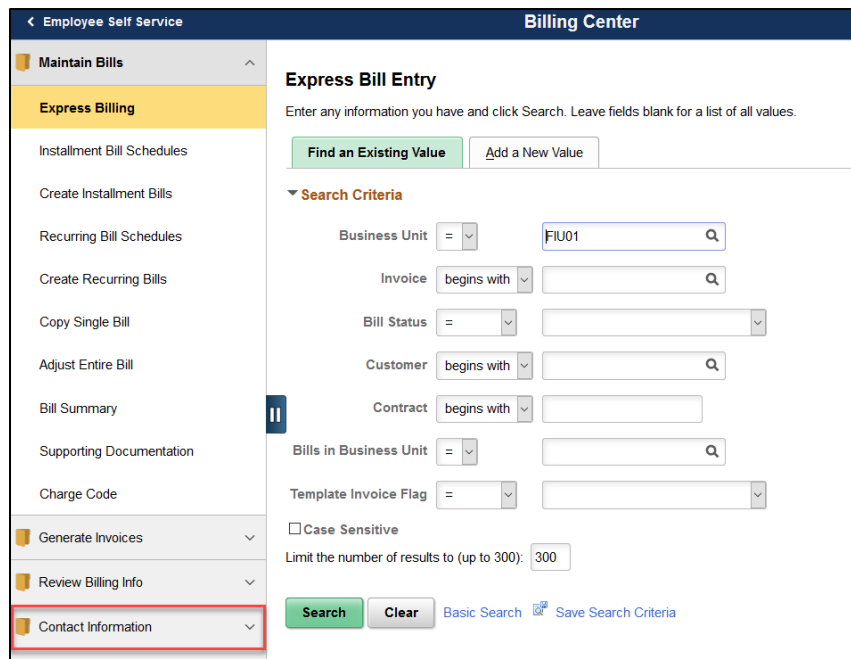 Employee Self Service
Billing Center
Maintain Bills
Express Billing
Installment Bill Schedules
Create Installment Bills
Recurring Bill Schedules
Create Recurring Bills
Copy Single Bill
Adjust Entire Bill
Bill Summary
Supporting Documentation
Charge Code
Generate Invoices
Review Billing Info
Contact Information
Express Bill Entry
Enter any information you have and click Search. Leave fields blank for a list of all values.
Find an Existing Value Add a New Value
Search Criteria
Business Unit = FIU01
Invoice begins with
Bill Status =
Customer begins with
Contract begins with
Bills in Business Unit =
Template Invoice Flag =
Case Sensitive
Limit the number of results to (up to 300): 300
Search Clear Basic Search Save Search Criteria